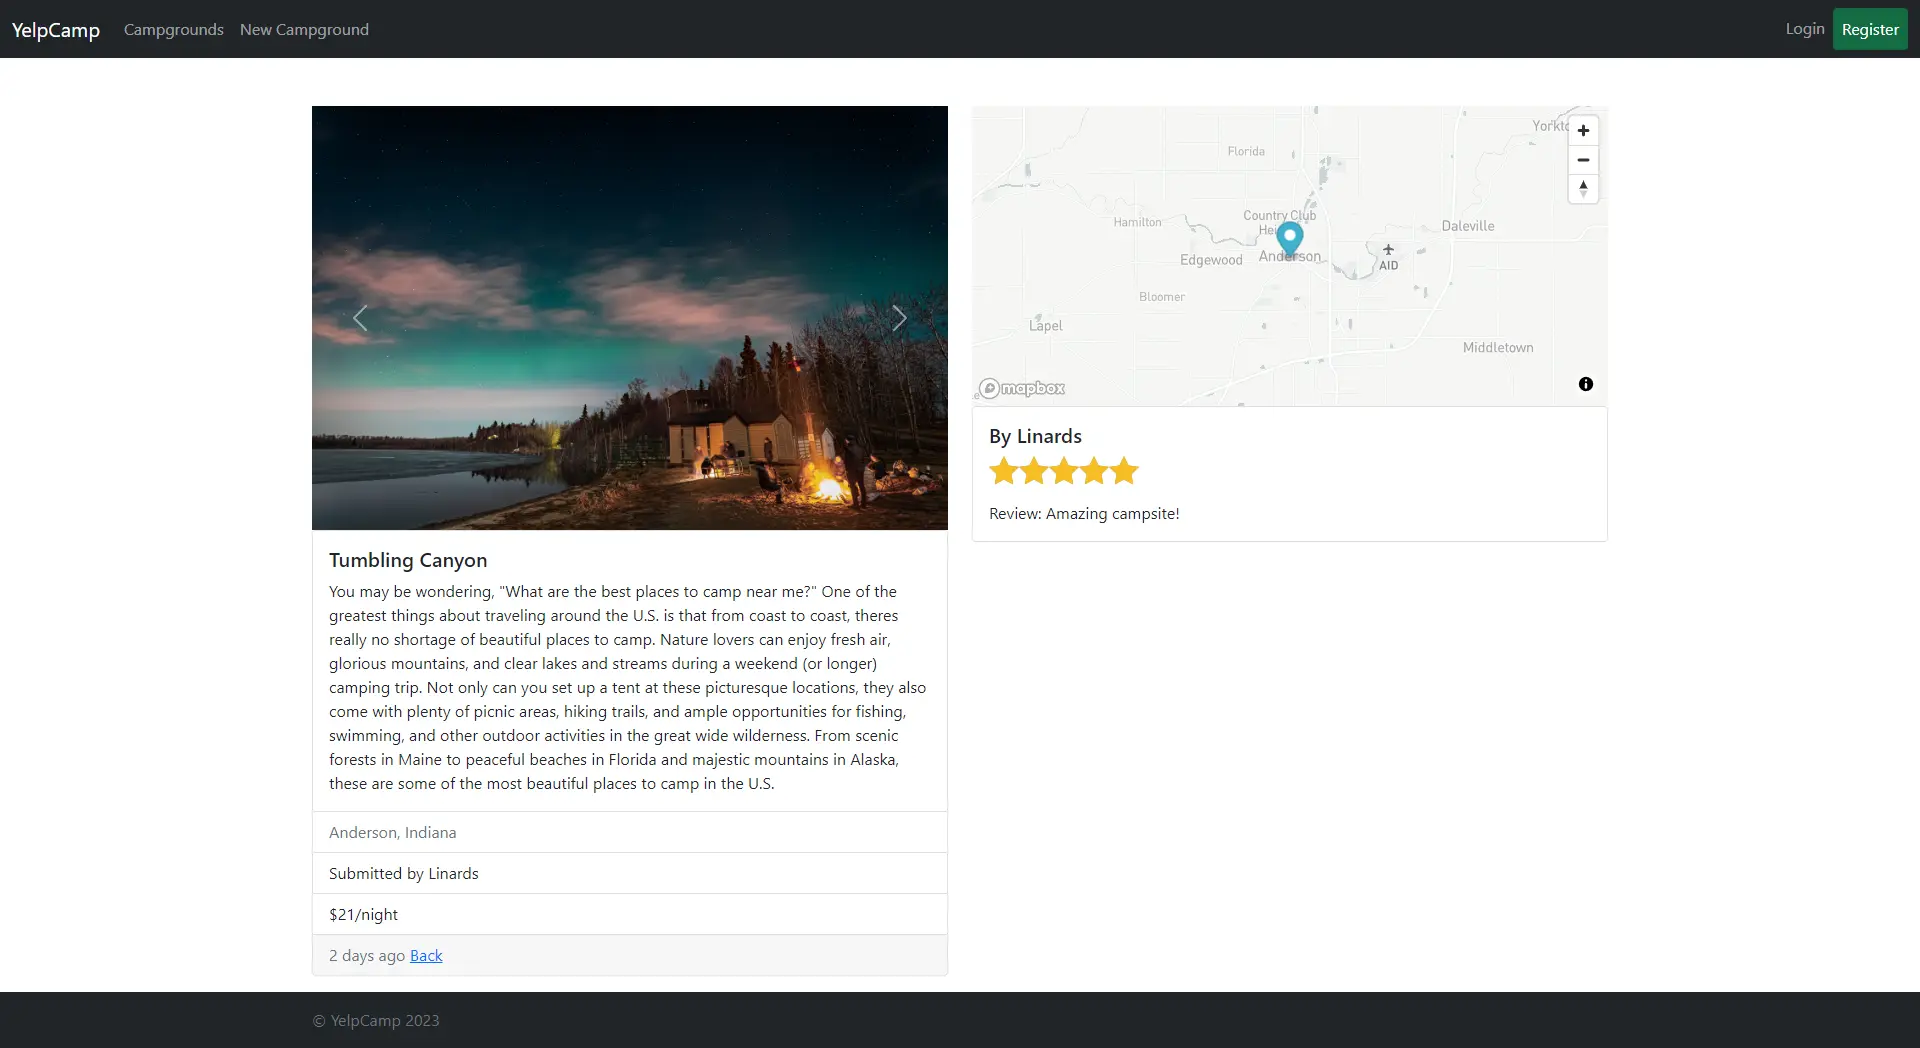 YelpCamp Campgrounds New Campground Login Register
Yorkto
Florida
Hamilton
Country Club
Hei
Daleville
Edgewood
Anderson
AID
Bloomer
Lapel
Middletown
mapbox
By Linards
Review: Amazing campsite!
Tumbling Canyon
You may be wondering, "What are the best places to camp near me?" One of the
greatest things about traveling around the U.S. is that from coast to coast, theres
really no shortage of beautiful places to camp. Nature lovers can enjoy fresh air,
glorious mountains, and clear lakes and streams during a weekend (or longer)
camping trip. Not only can you set up a tent at these picturesque locations, they also
come with plenty of picnic areas, hiking trails, and ample opportunities for fishing,
swimming, and other outdoor activities in the great wide wilderness. From scenic
forests in Maine to peaceful beaches in Florida and majestic mountains in Alaska,
these are some of the most beautiful places to camp in the U.S.
Anderson, Indiana
Submitted by Linards
$21/night
2 days ago Back
© YelpCamp 2023